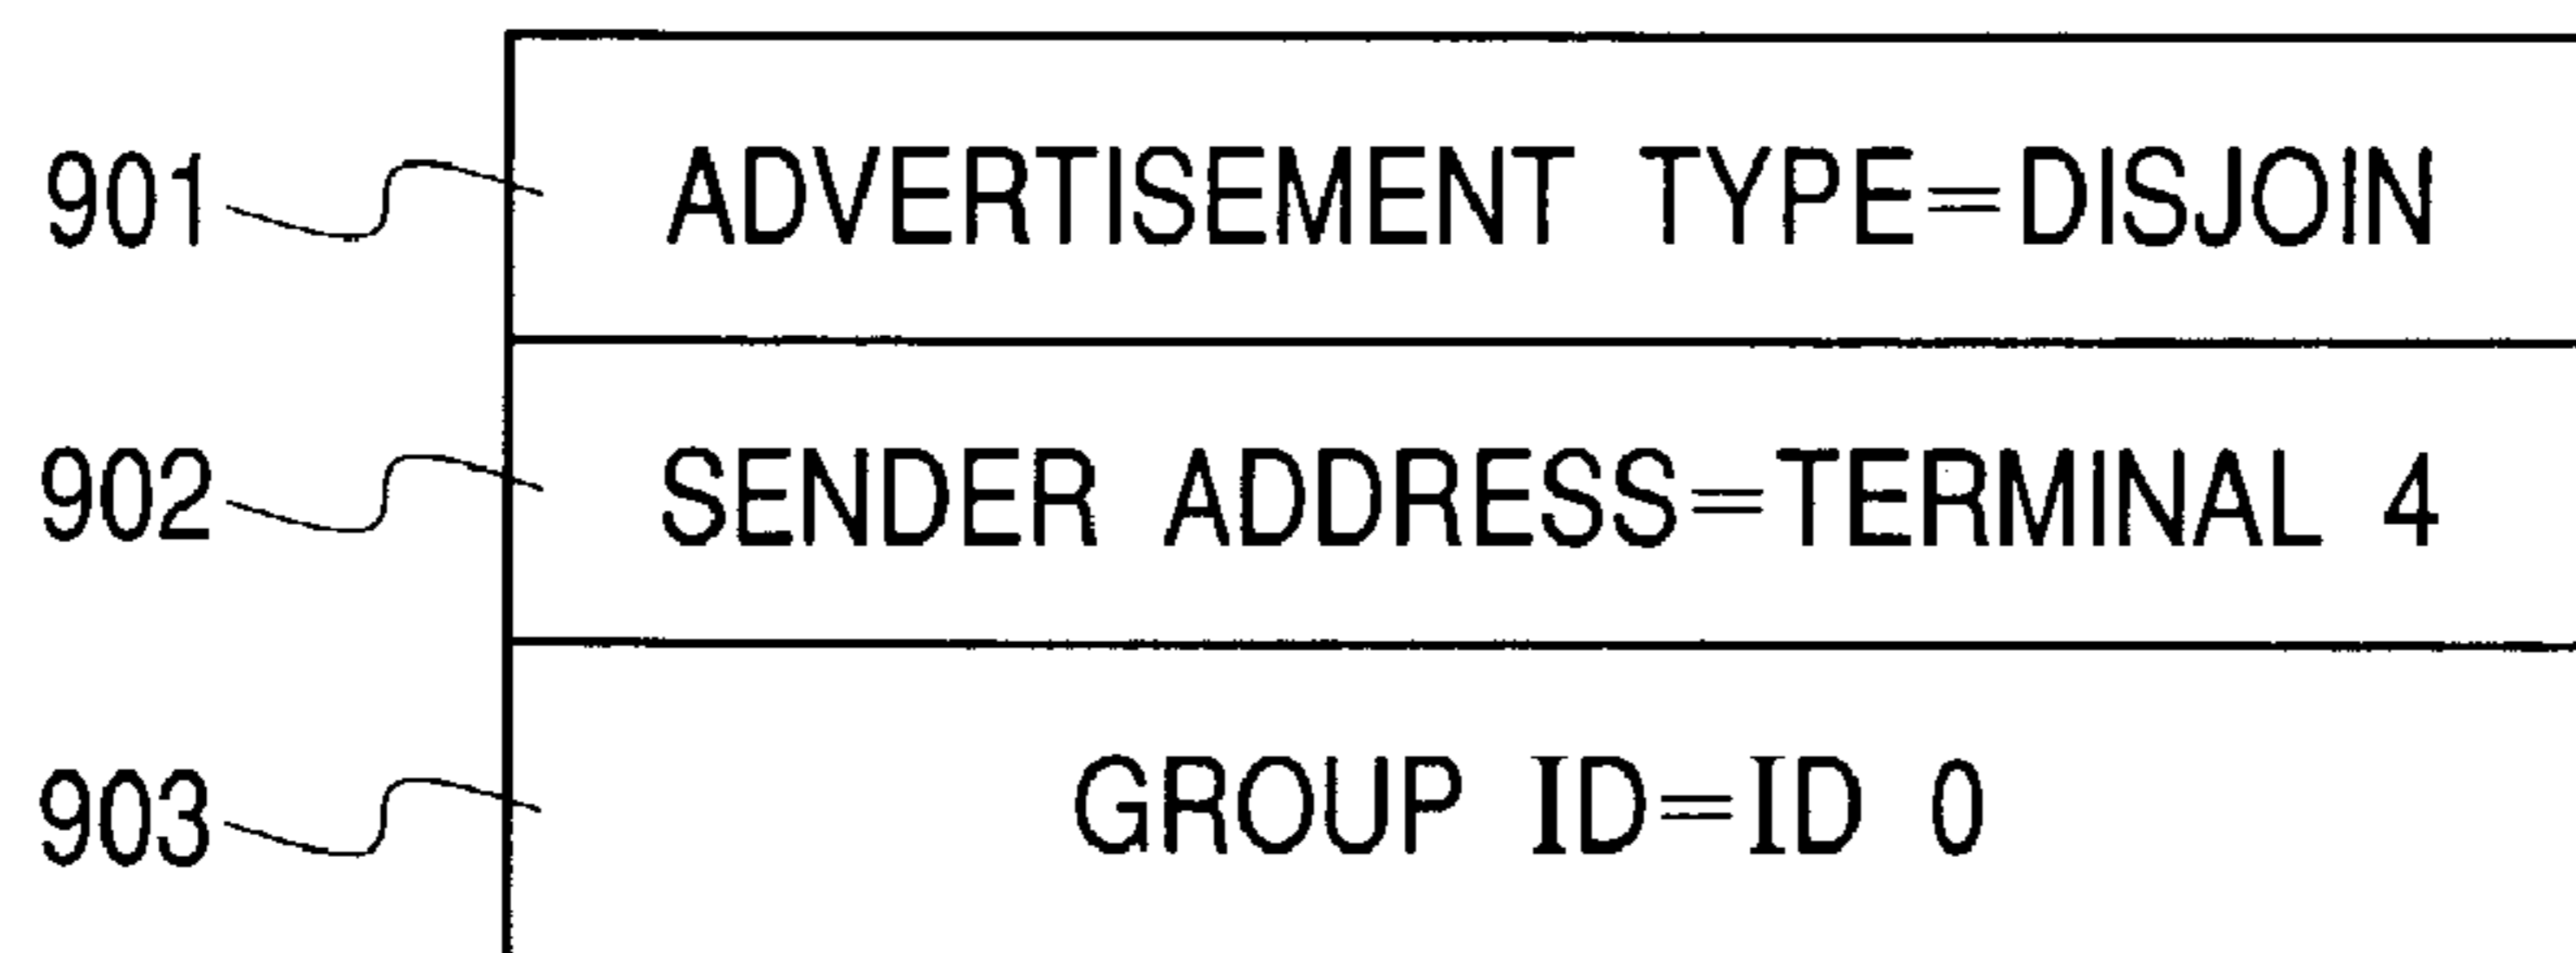 901 ADVERTISEMENT TYPE=DISJOIN
902 SENDER ADDRESS=TERMINAL 4
903 GROUP ID=ID 0